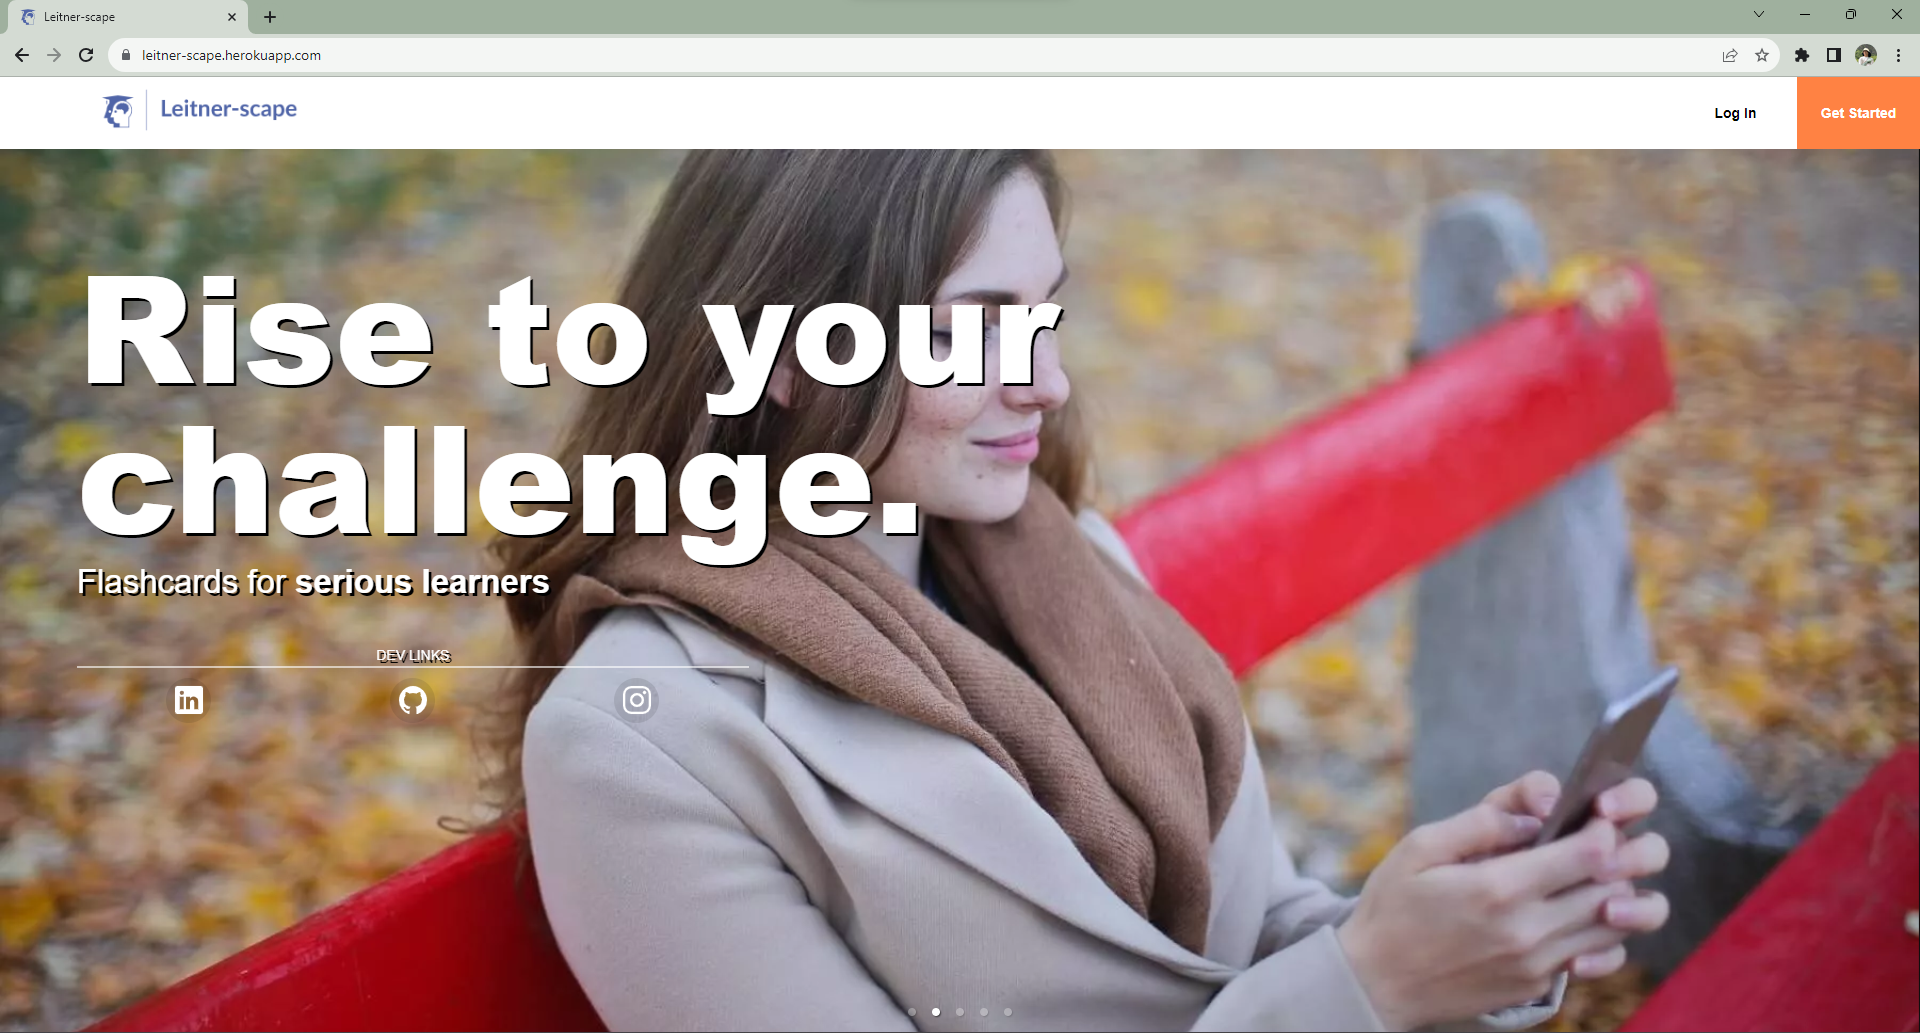 Leitner-scape
leitner-scape.herokuapp.com
Leitner-scape
Log In
Get Started
Rise to your
challenge.
Flashcards for serious learners
DEV LINKS
in